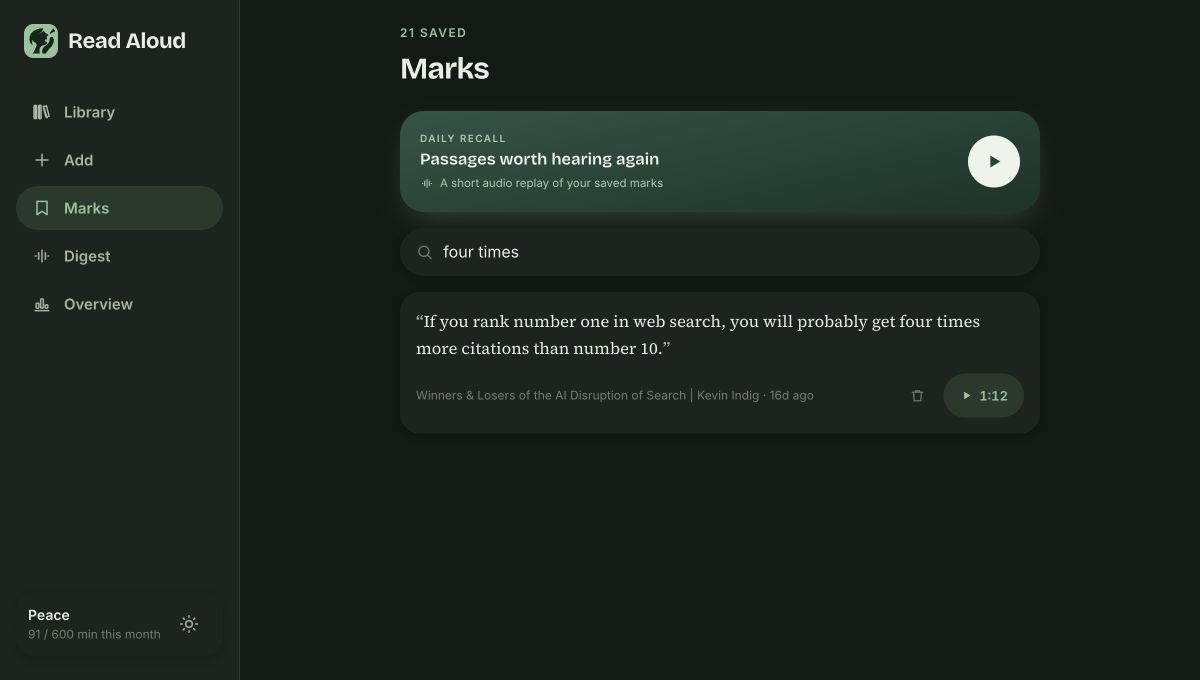 Read Aloud
Library
Add
Marks
Digest
Overview
Peace
91 / 600 min this month
21 SAVED
Marks
DAILY RECALL
Passages worth hearing again
A short audio replay of your saved marks
four times
“If you rank number one in web search, you will probably get four times
more citations than number 10.”
Winners & Losers of the AI Disruption of Search | Kevin Indig · 16d ago
1:12